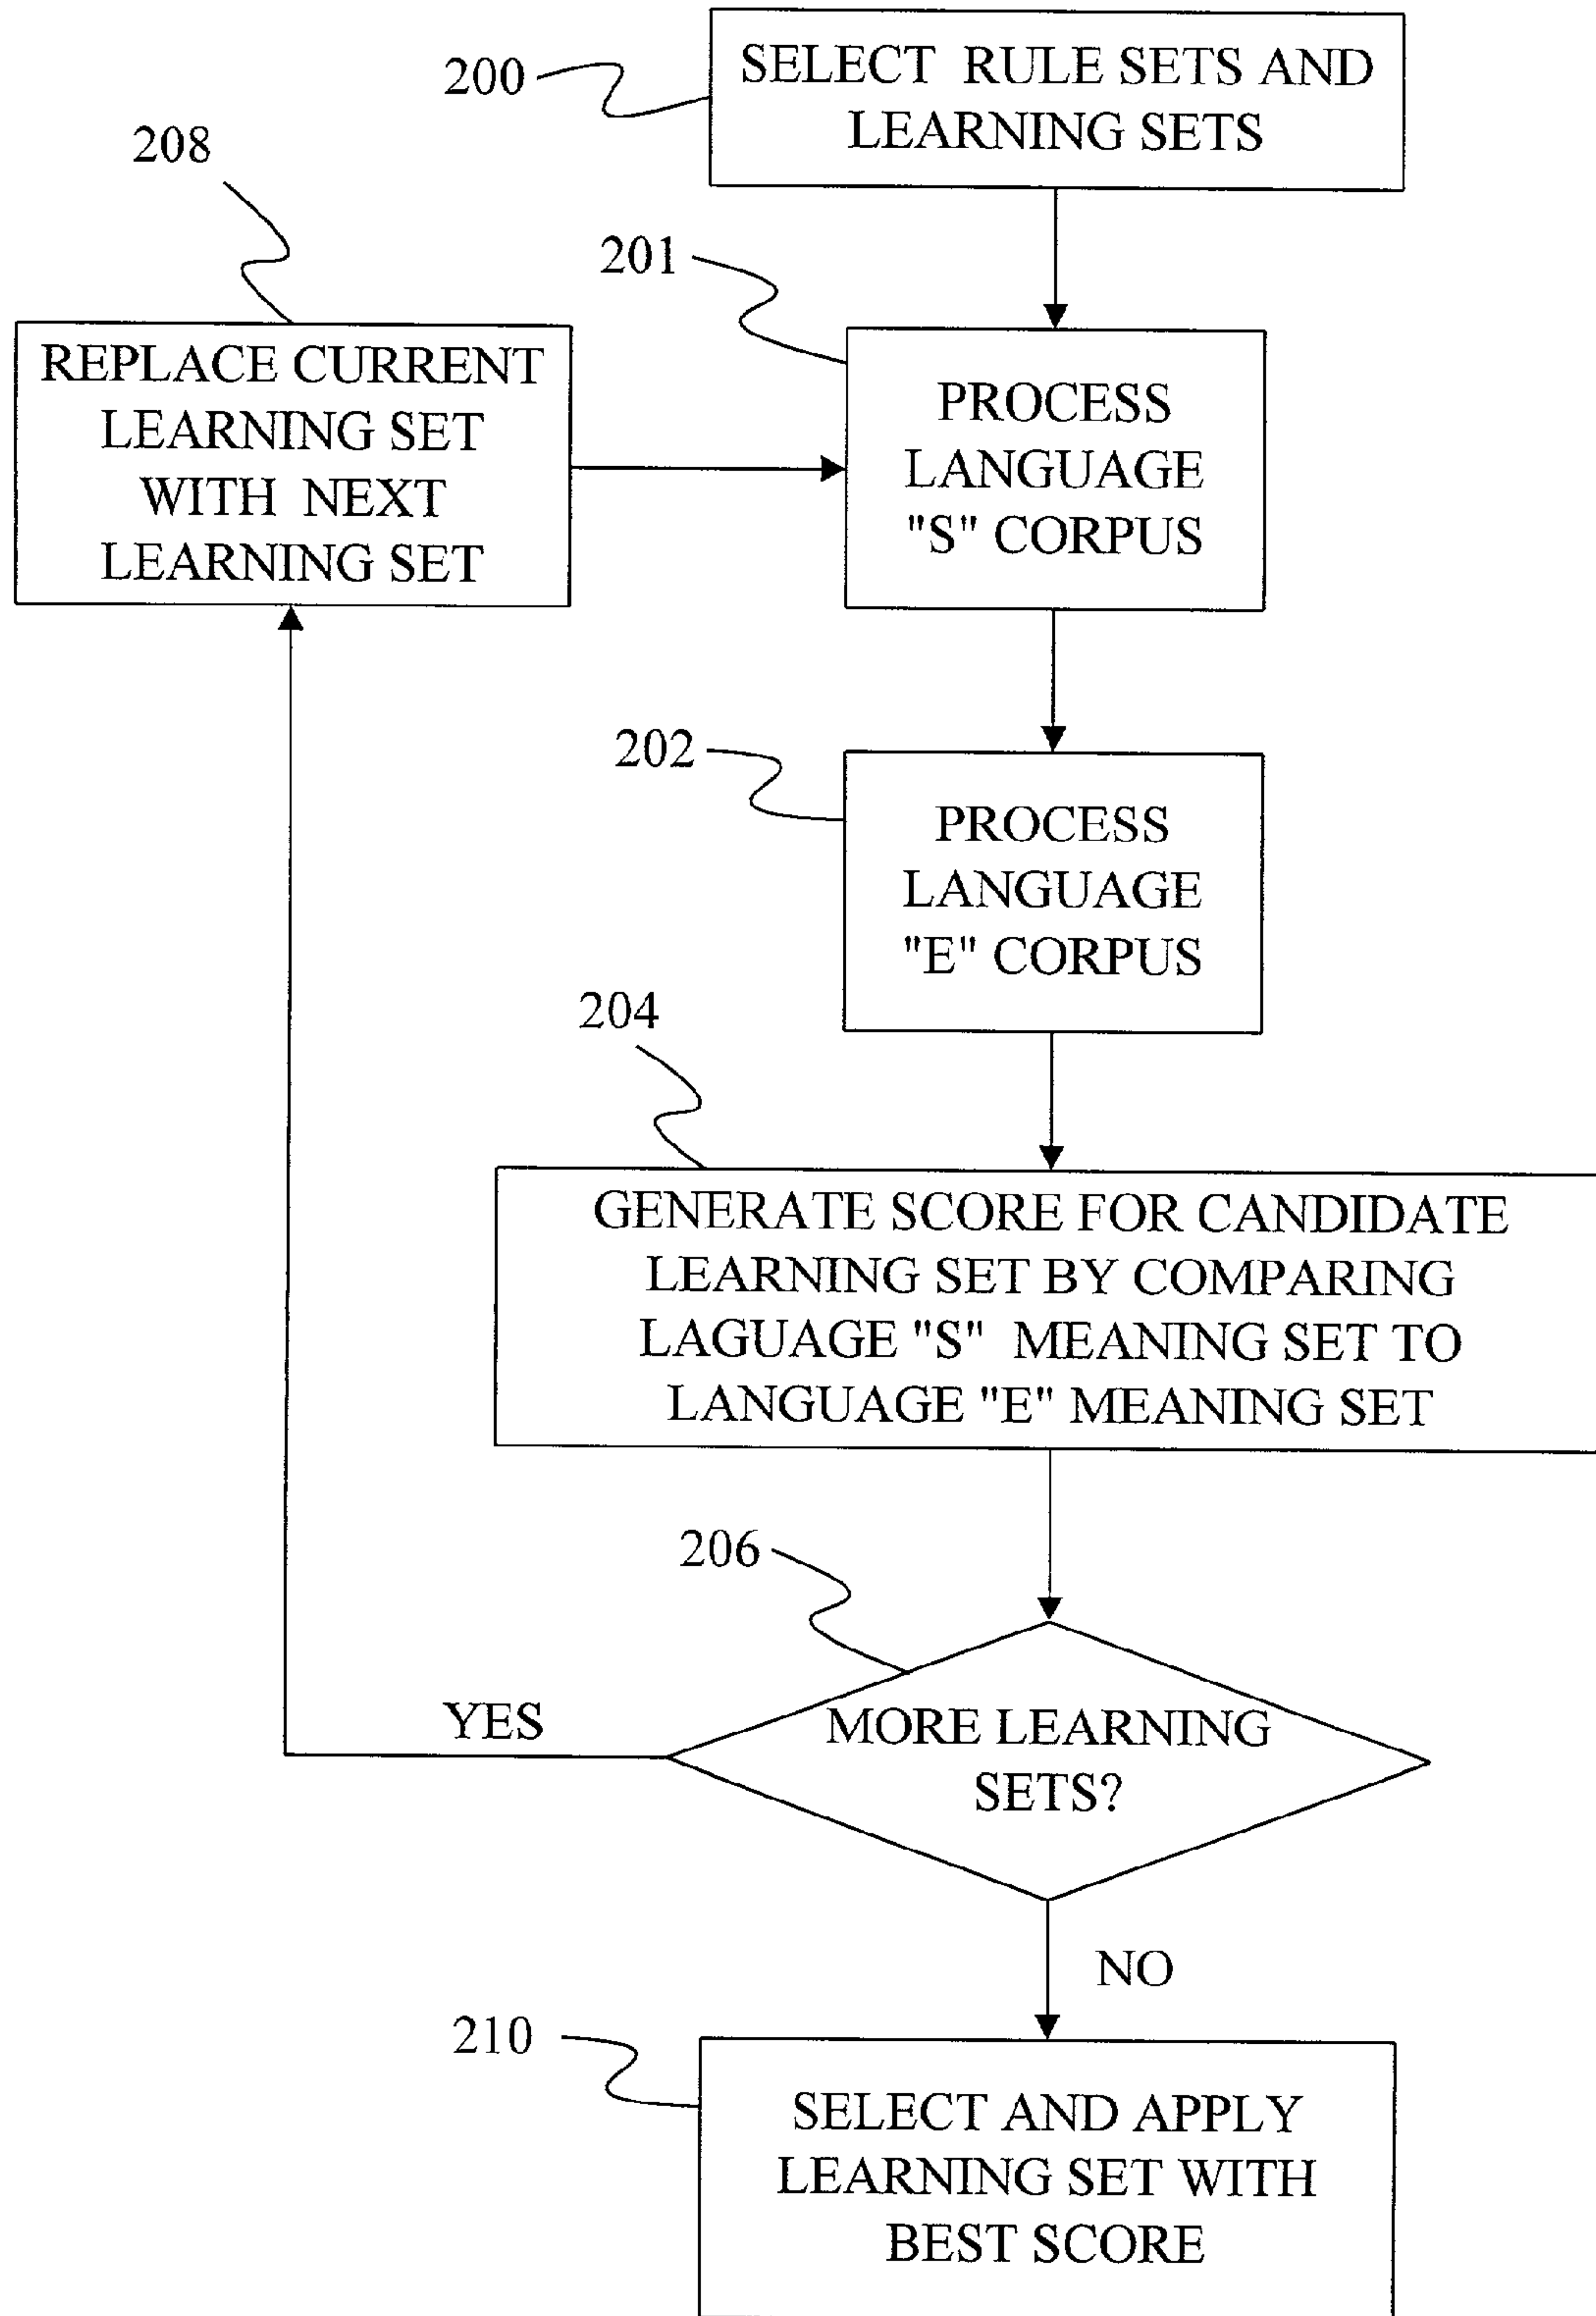 200
SELECT RULE SETS AND
LEARNING SETS
208
201
REPLACE CURRENT
LEARNING SET
WITH NEXT
LEARNING SET
PROCESS
LANGUAGE
"S" CORPUS
202
PROCESS
LANGUAGE
"E" CORPUS
204
GENERATE SCORE FOR CANDIDATE
LEARNING SET BY COMPARING
LAGUAGE "S" MEANING SET TO
LANGUAGE "E" MEANING SET
206
YES
MORE LEARNING
SETS?
NO
210
SELECT AND APPLY
LEARNING SET WITH
BEST SCORE